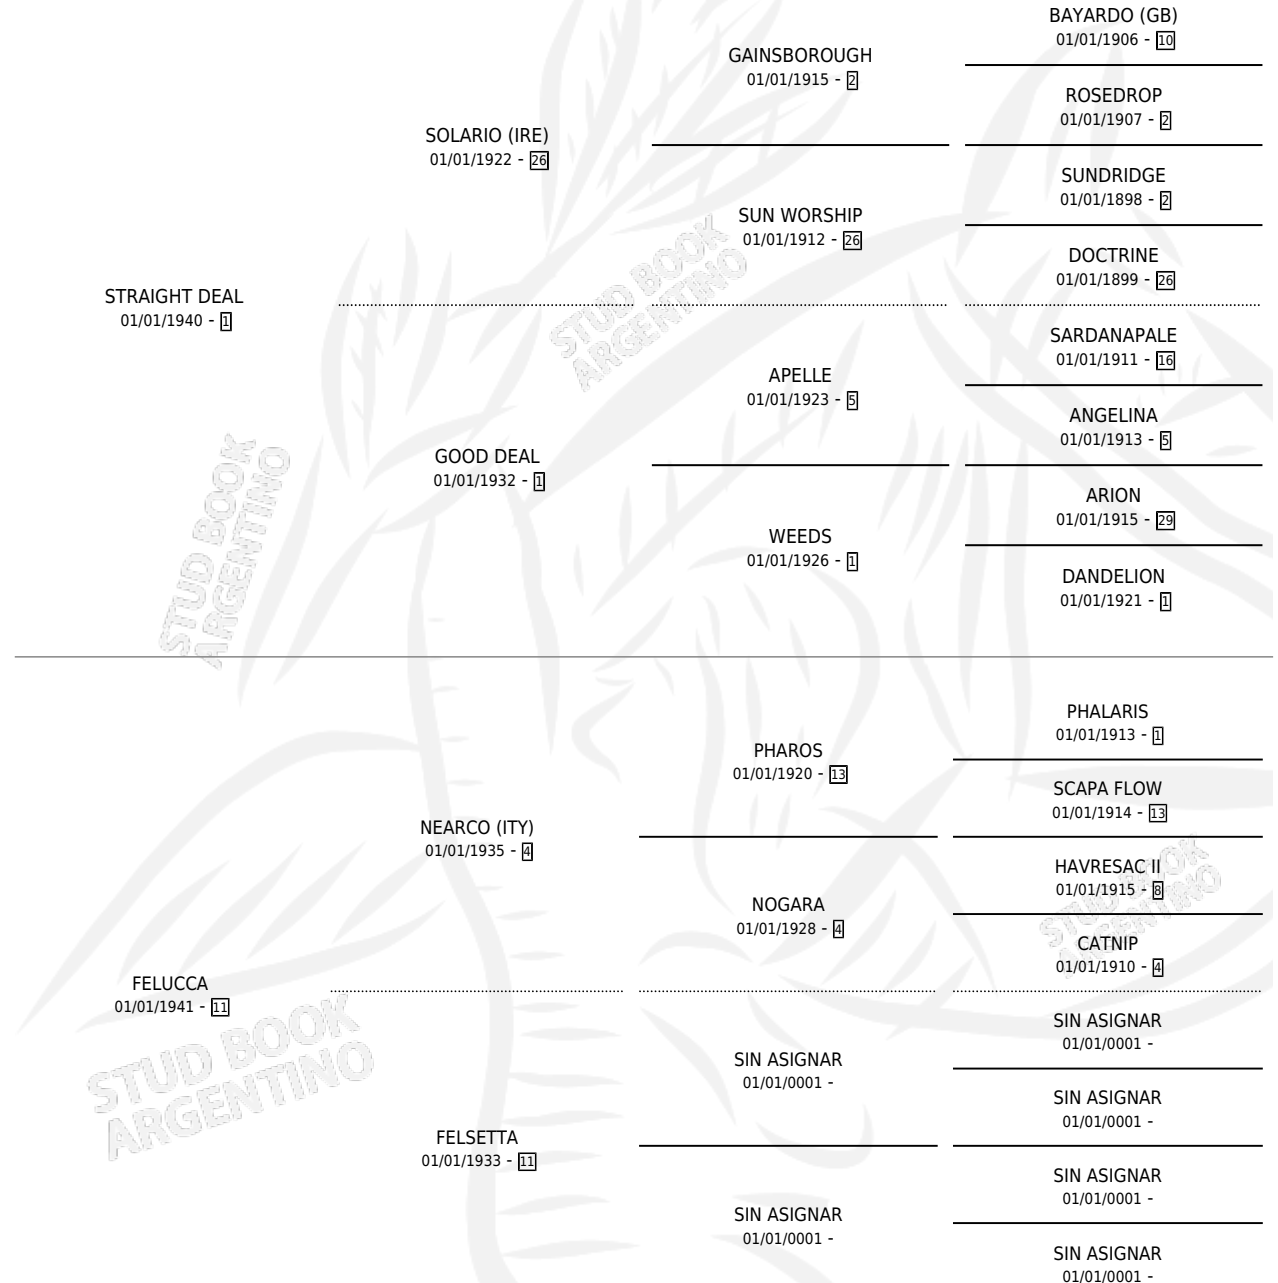 BAYARDO (GB)
01/01/1906 - 10
GAINSBOROUGH
01/01/1915 - 2
ROSEDROP
01/01/1907 - 2
SOLARIO (IRE)
01/01/1922 - 26
SUNDRIDGE
01/01/1898 - 2
SUN WORSHIP
01/01/1912 - 26
DOCTRINE
01/01/1899 - 26
STRAIGHT DEAL
01/01/1940 - 1
SARDANAPALE
01/01/1911 - 16
APELLE
01/01/1923 - 5
ANGELINA
01/01/1913 - 5
GOOD DEAL
01/01/1932 - 1
ARION
01/01/1915 - 29
WEEDS
01/01/1926 - 1
DANDELION
01/01/1921 - 1
PHALARIS
01/01/1913 - 1
PHAROS
01/01/1920 - 13
SCAPA FLOW
01/01/1914 - 13
NEARCO (ITY)
01/01/1935 - 4
HAVRESAC II
01/01/1915 - 8
NOGARA
01/01/1928 - 4
CATNIP
01/01/1910 - 4
FELUCCA
01/01/1941 - 11
SIN ASIGNAR
01/01/0001 -
SIN ASIGNAR
01/01/0001 -
SIN ASIGNAR
01/01/0001 -
FELSETTA
01/01/1933 - 11
SIN ASIGNAR
01/01/0001 -
SIN ASIGNAR
01/01/0001 -
SIN ASIGNAR
01/01/0001 -
STUD BOOK
ARGENTINO
STUD BOOK
ARGENTINO
STUD BOOK
ARGENTINO
STUD BOOK
ARGENTINO